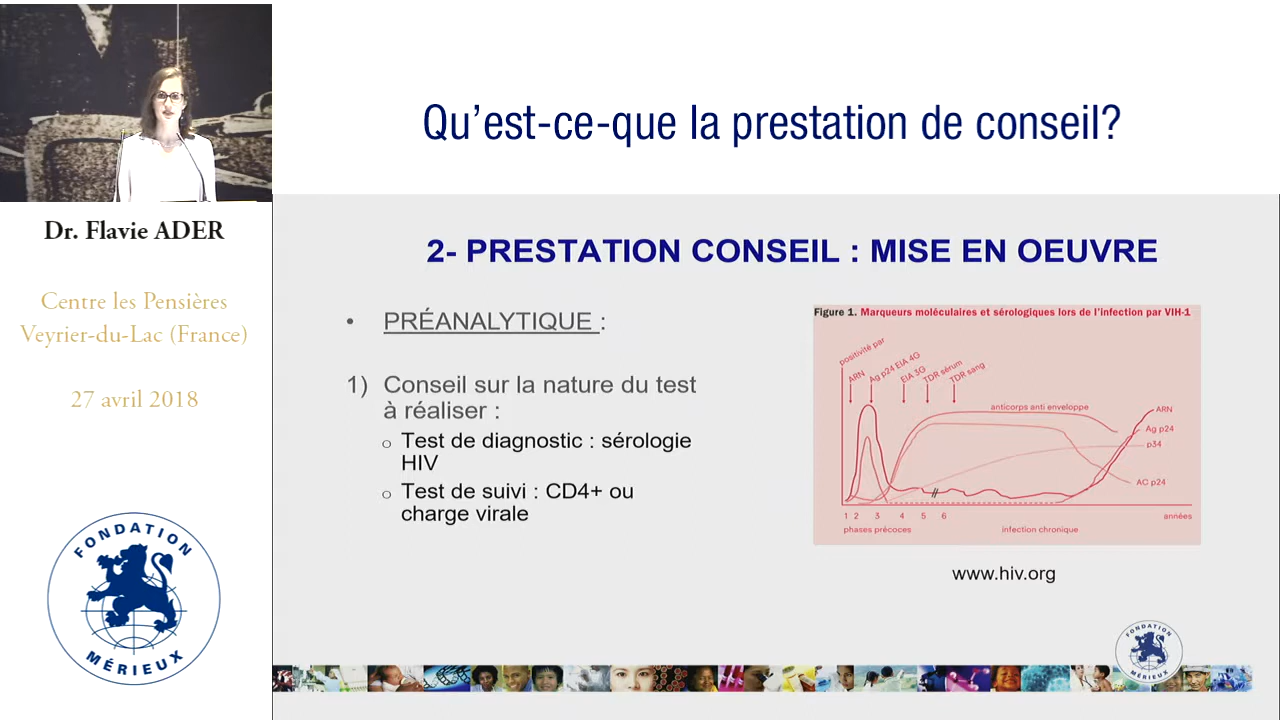 Qu’est-ce-que la prestation de conseil?
Dr. Flavie ADER
Centre les Pensières
Veyrier-du-Lac (France)
27 avril 2018
FONDATION
MÉRIEUX
2- PRESTATION CONSEIL : MISE EN OEUVRE
• PRÉANALYTIQUE :
1) Conseil sur la nature du test
à réaliser :
o Test de diagnostic : sérologie
HIV
o Test de suivi : CD4+ ou
charge virale
Figure 1. Marqueurs moléculaires et sérologiques lors de l’infection par VIH-1
positivité par
ARN
Ag p24 EIA 4G
EIA 3G
TDR sérum
TDR sang
anticorps anti enveloppe
ARN
Ag p24
p34
AC p24
1 2 3 4 5 6
années
phases précoces
infection chronique
www.hiv.org
FONDATION
MÉRIEUX